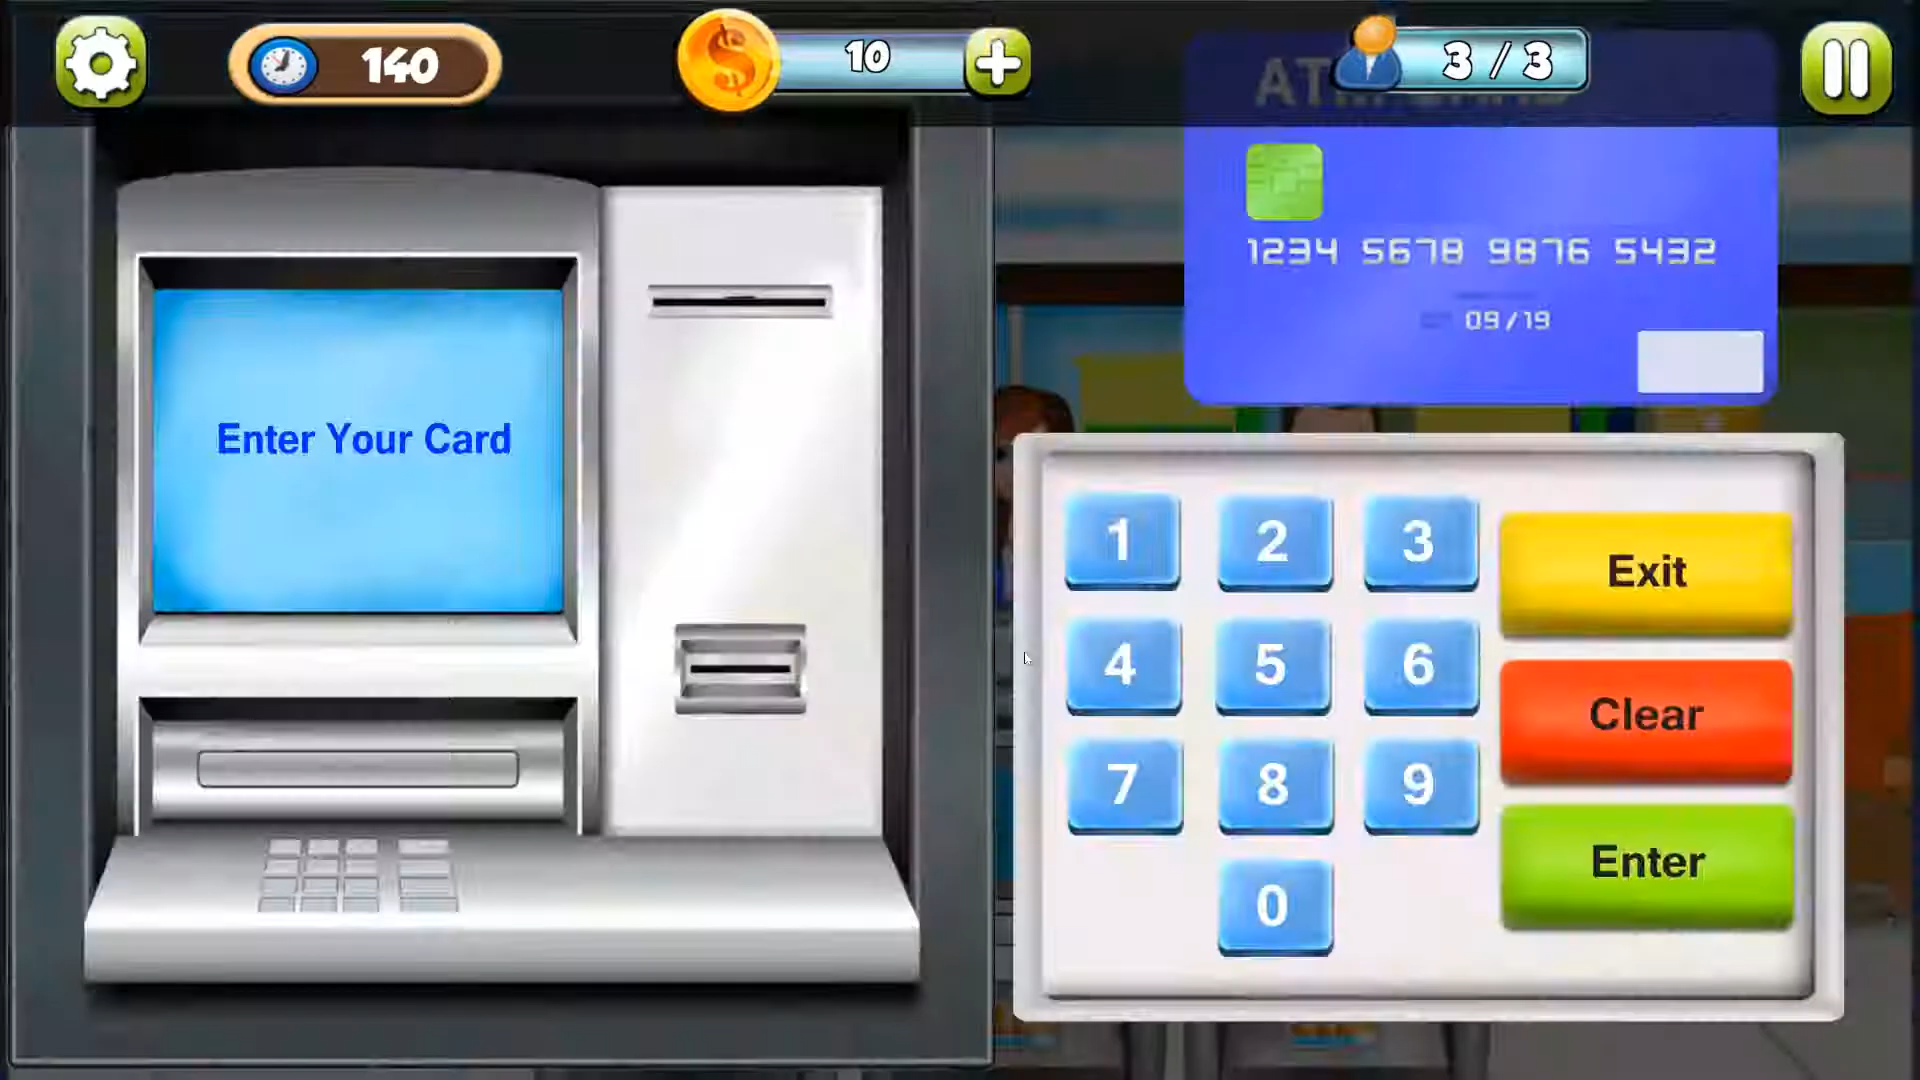 140
10
3 / 3
1234 5678 9876 5432
09/19
Enter Your Card
1 2 3 Exit
4 5 6 Clear
7 8 9 Enter
0